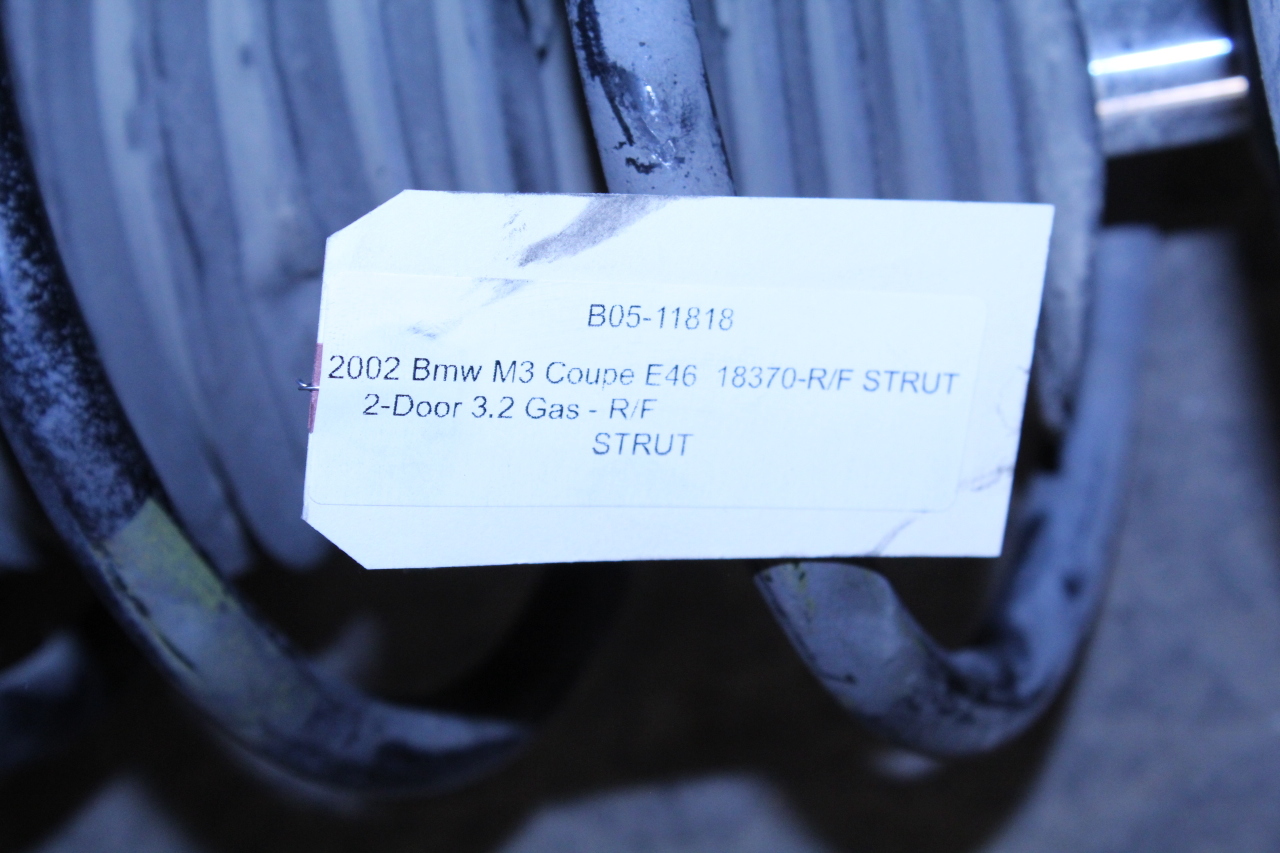 B05-11818
2002 Bmw M3 Coupe E46 18370-R/F STRUT
2-Door 3.2 Gas - R/F
STRUT